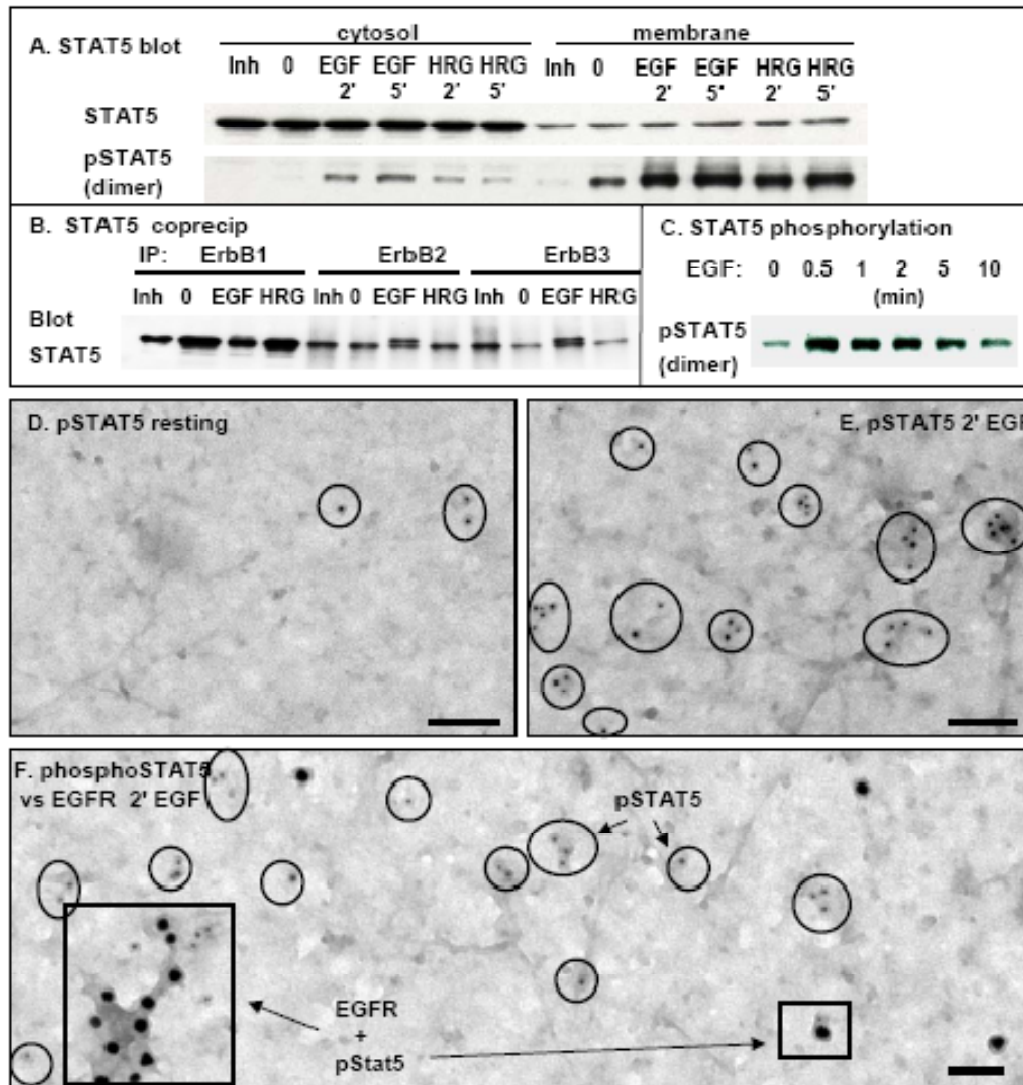 A. STAT5 blot
cytosol membrane
Inh 0 EGF EGF HRG HRG Inh 0 EGF EGF HRG HRG
2' 5' 2' 5' 2' 5' 2' 5'
STAT5
pSTAT5
(dimer)
B. STAT5 coprecip
IP: ErbB1 ErbB2 ErbB3
Inh 0 EGF HRG Inh 0 EGF HRG Inh 0 EGF HRG
Blot
STAT5
C. STAT5 phosphorylation
EGF: 0 0.5 1 2 5 10
(min)
pSTAT5
(dimer)
D. pSTAT5 resting
E. pSTAT5 2' EGF
F. phosphoSTAT5
vs EGFR 2' EGF
pSTAT5
EGFR
+
pStat5